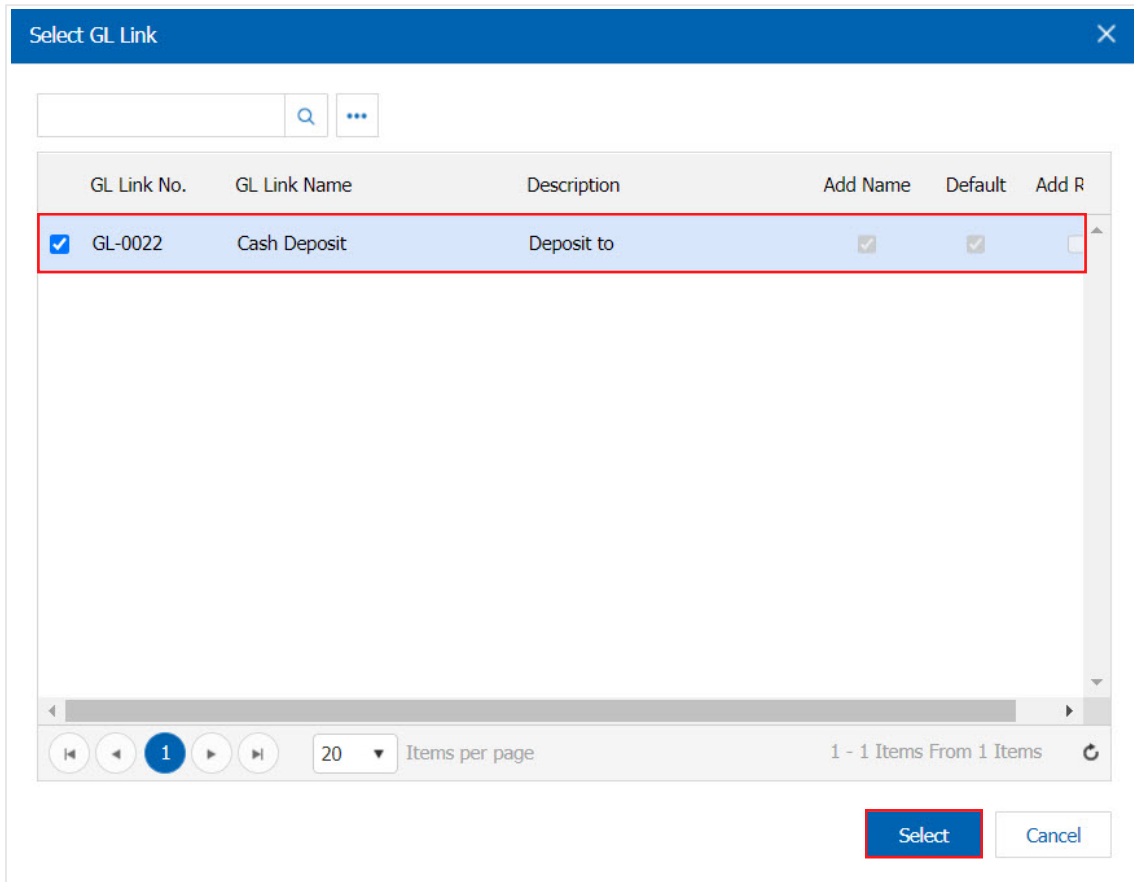 Select GL Link
GL Link No. GL Link Name Description Add Name Default Add R
GL-0022 Cash Deposit Deposit to
1 20 Items per page 1 - 1 Items From 1 Items
Select Cancel